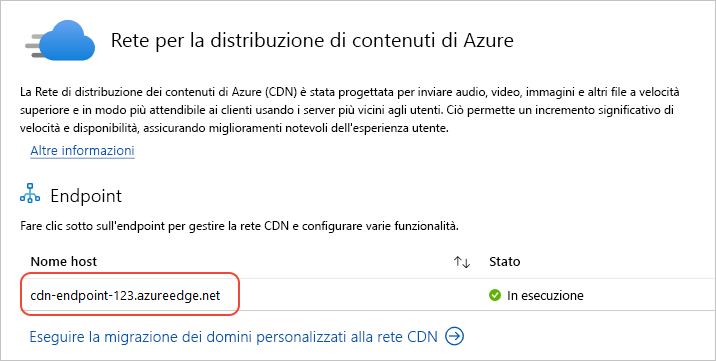 Rete per la distribuzione di contenuti di Azure
La Rete di distribuzione dei contenuti di Azure (CDN) è stata progettata per inviare audio, video, immagini e altri file a velocità
superiore e in modo più attendibile ai clienti usando i server più vicini agli utenti. Ciò permette un incremento significativo di
velocità e disponibilità, assicurando miglioramenti notevoli dell'esperienza utente.
Altre informazioni
Endpoint
Fare clic sotto sull'endpoint per gestire la rete CDN e configurare varie funzionalità.
Nome host Stato
cdn-endpoint-123.azureedge.net In esecuzione
Eseguire la migrazione dei domini personalizzati alla rete CDN